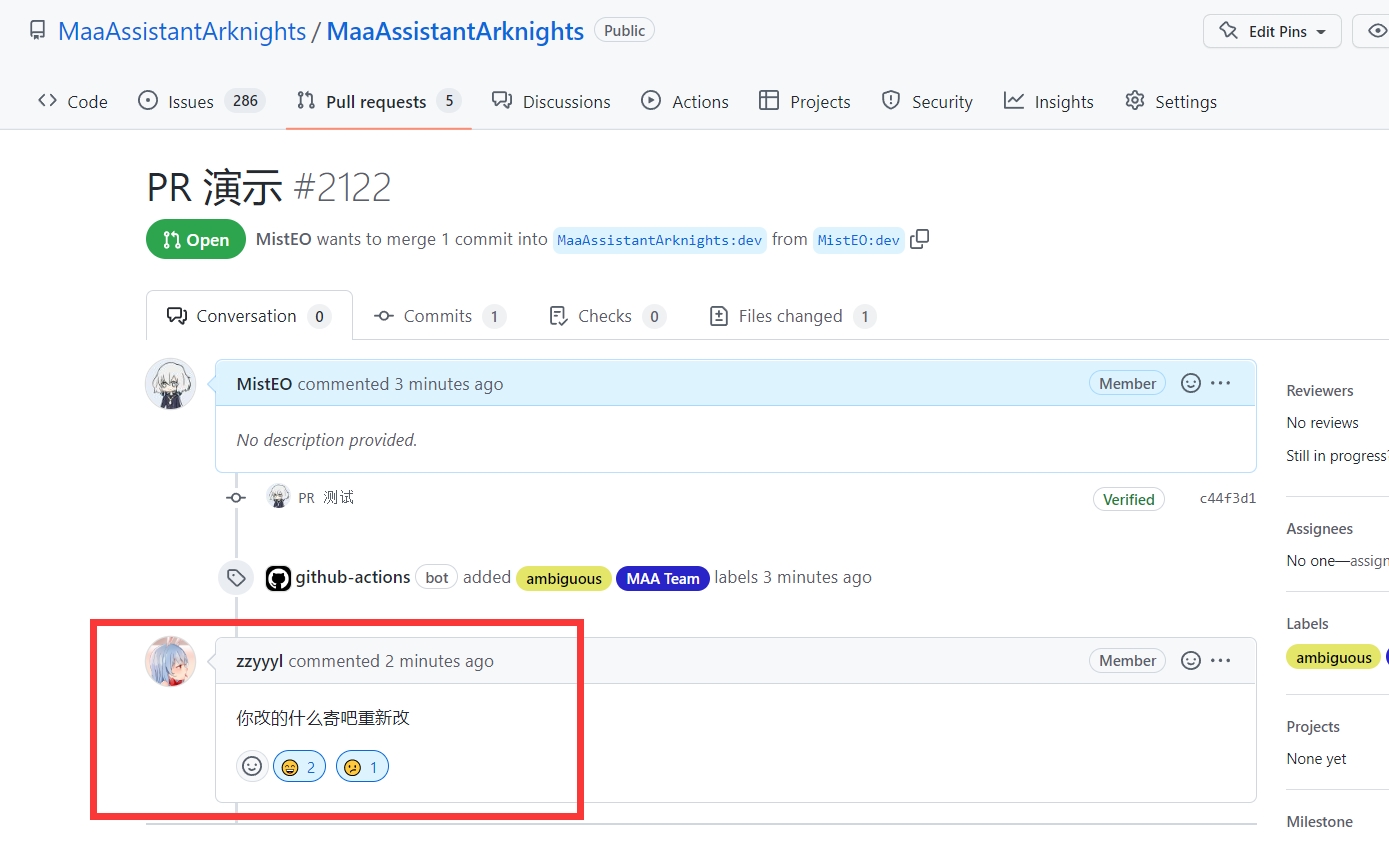 MaaAssistantArknights / MaaAssistantArknights Public Edit Pins
Code Issues 286 Pull requests 5 Discussions Actions Projects Security Insights Settings
PR 演示 #2122
Open MistEO wants to merge 1 commit into MaaAssistantArknights:dev from MistEO:dev
Conversation 0 Commits 1 Checks 0 Files changed 1
MistEO commented 3 minutes ago Member
No description provided.
PR 测试 Verified c44f3d1
github-actions bot added ambiguous MAA Team labels 3 minutes ago
zzyyyl commented 2 minutes ago Member
你改的什么寄吧重新改
2 1
Reviewers
No reviews
Still in progress?
Assignees
No one—assign
Labels
ambiguous
Projects
None yet
Milestone